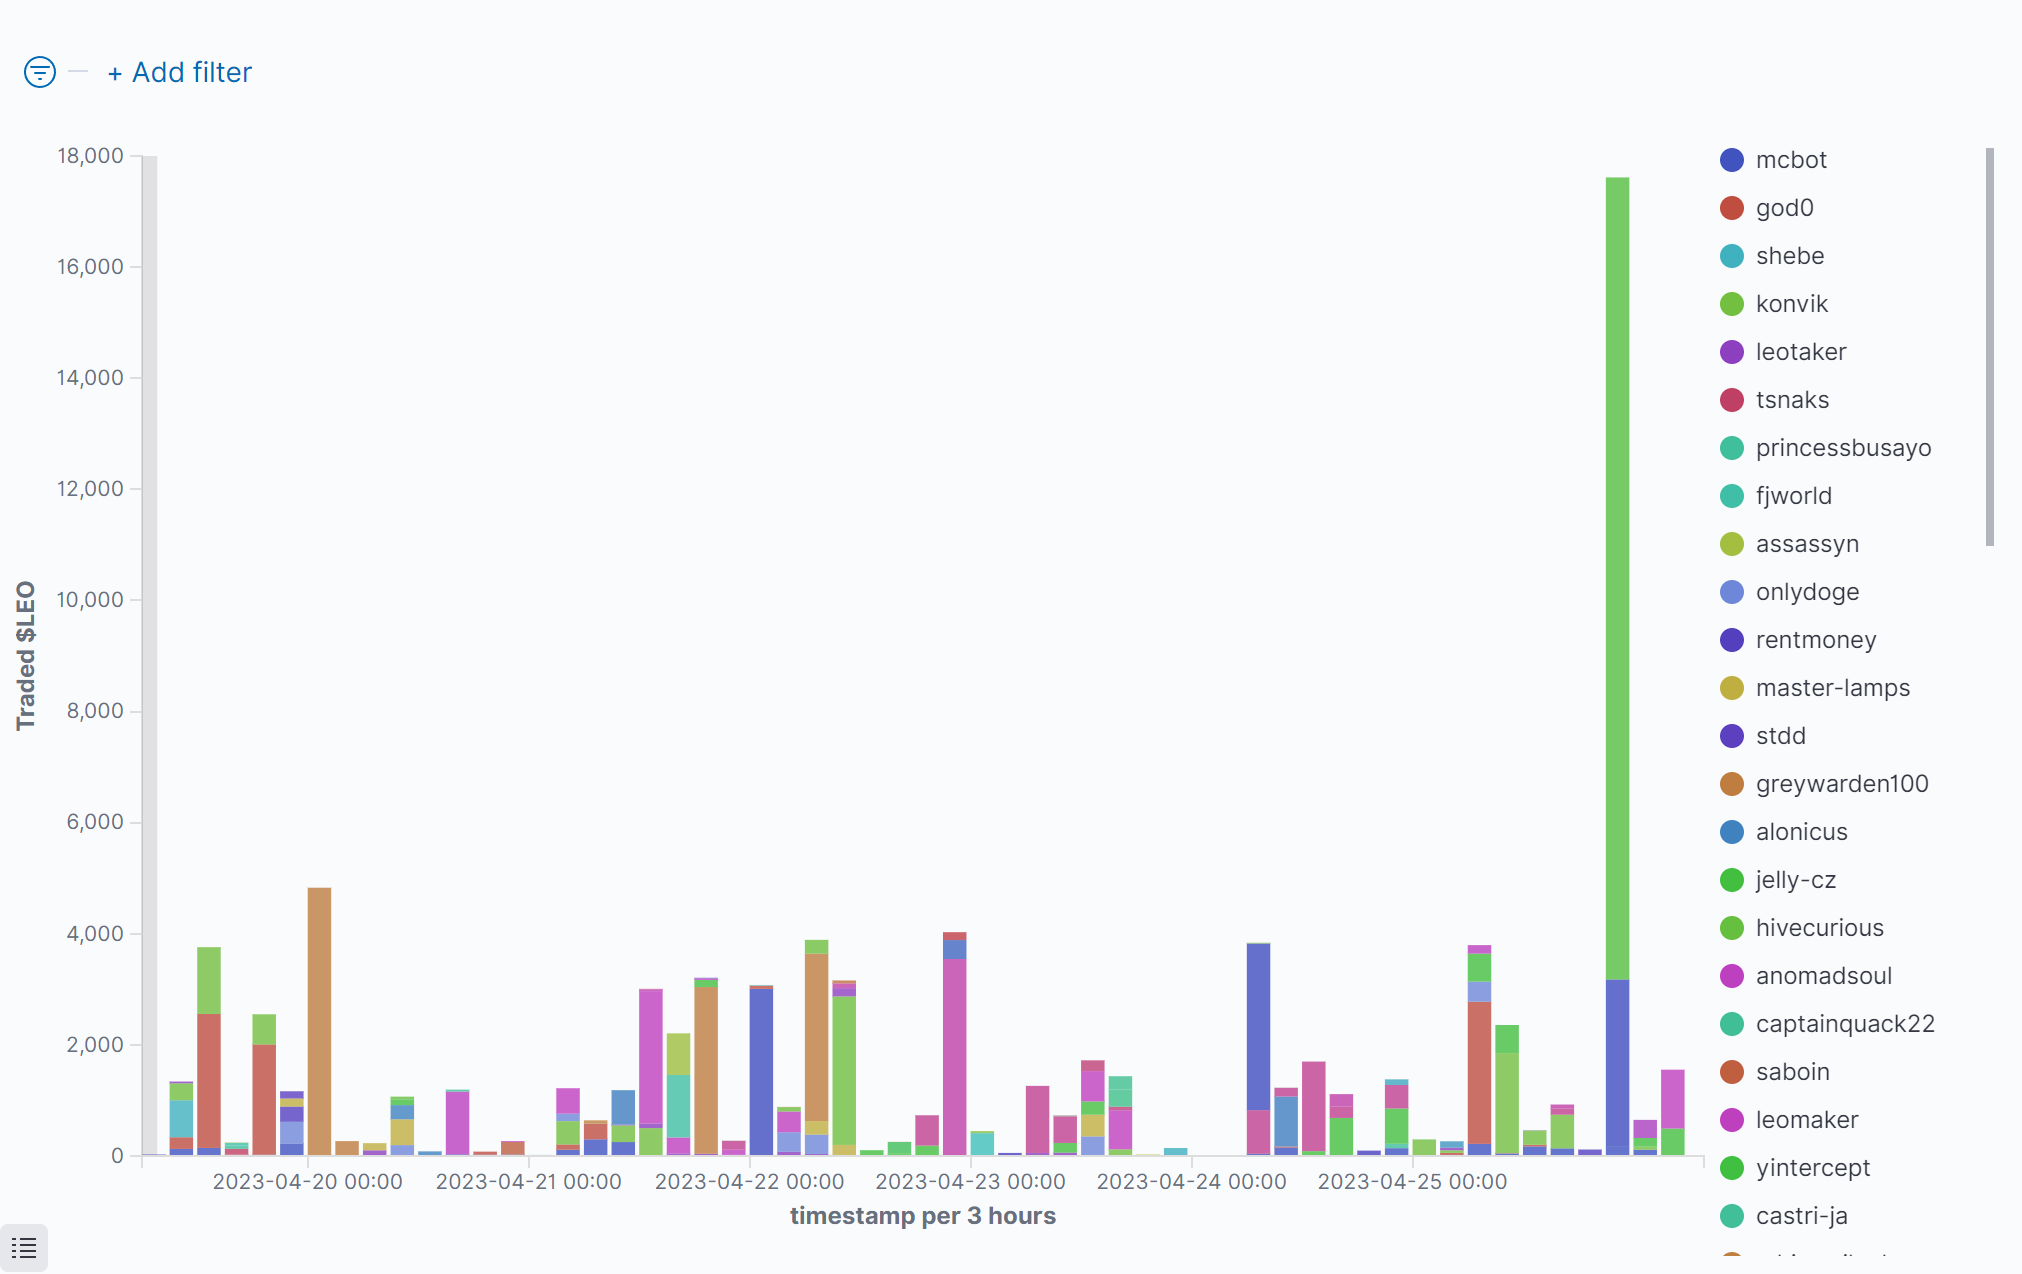 + Add filter
18,000
16,000
14,000
12,000
10,000
8,000
6,000
4,000
2,000
0
Traded $LEO
2023-04-20 00:00
2023-04-21 00:00
2023-04-22 00:00
2023-04-23 00:00
2023-04-24 00:00
2023-04-25 00:00
timestamp per 3 hours
mcbot
god0
shebe
konvik
leotaker
tsnaks
princessbusayo
fjworld
assassyn
onlydoge
rentmoney
master-lamps
stdd
greywarden100
alonicus
jelly-cz
hivecurious
anomadsoul
captainquack22
saboin
leomaker
yintercept
castri-ja